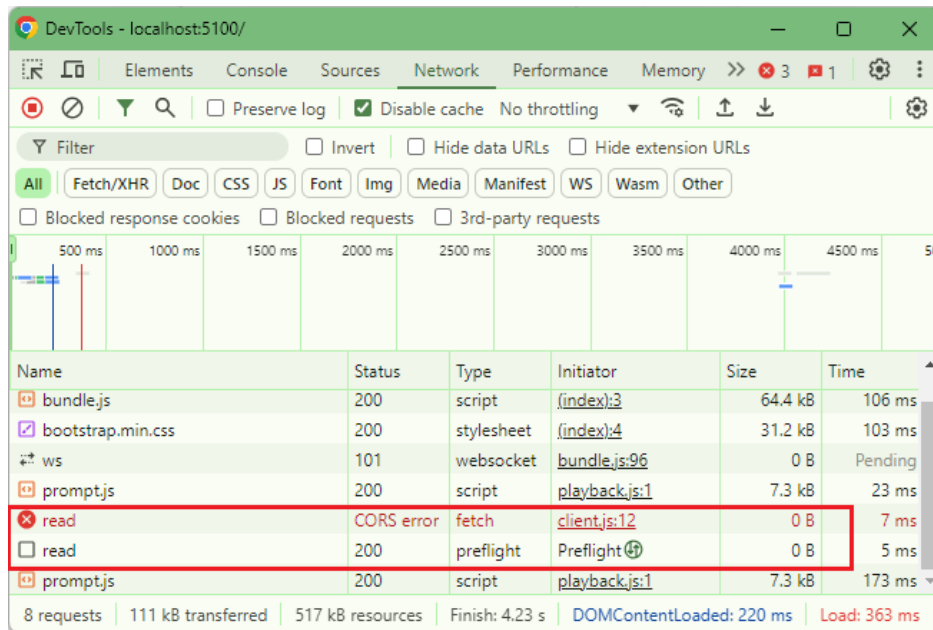 DevTools - localhost:5100/
Elements Console Sources Network Performance Memory 3 1
Preserve log Disable cache No throttling
Filter Invert Hide data URLs Hide extension URLs
All Fetch/XHR Doc CSS JS Font Img Media Manifest WS Wasm Other
Blocked response cookies Blocked requests 3rd-party requests
500 ms 1000 ms 1500 ms 2000 ms 2500 ms 3000 ms 3500 ms 4000 ms 4500 ms 5
Name Status Type Initiator Size Time
bundle.js 200 script (index):3 64.4 kB 106 ms
bootstrap.min.css 200 stylesheet (index):4 31.2 kB 103 ms
ws 101 websocket bundle.js:96 0 B Pending
prompt.js 200 script playback.js:1 7.3 kB 23 ms
read CORS error fetch client.js:12 0 B 7 ms
read 200 preflight Preflight 0 B 5 ms
prompt.js 200 script playback.js:1 7.3 kB 173 ms
8 requests 111 kB transferred 517 kB resources Finish: 4.23 s DOMContentLoaded: 220 ms Load: 363 ms